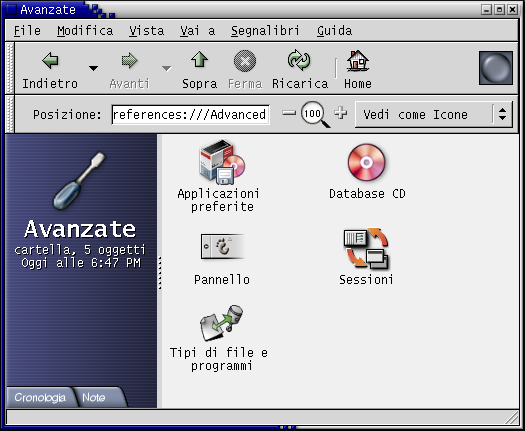 Avanzate
File Modifica Vista Vai a Segnalibri Guida
Indietro Avanti Sopra Ferma Ricarica Home
Posizione: references:///Advanced 100 Vedi come Icone
Avanzate
cartella, 5 oggetti
Oggi alle 6:47 PM
Applicazioni
preferite
Database CD
Pannello
Sessioni
Tipi di file e
programmi
Cronologia Note